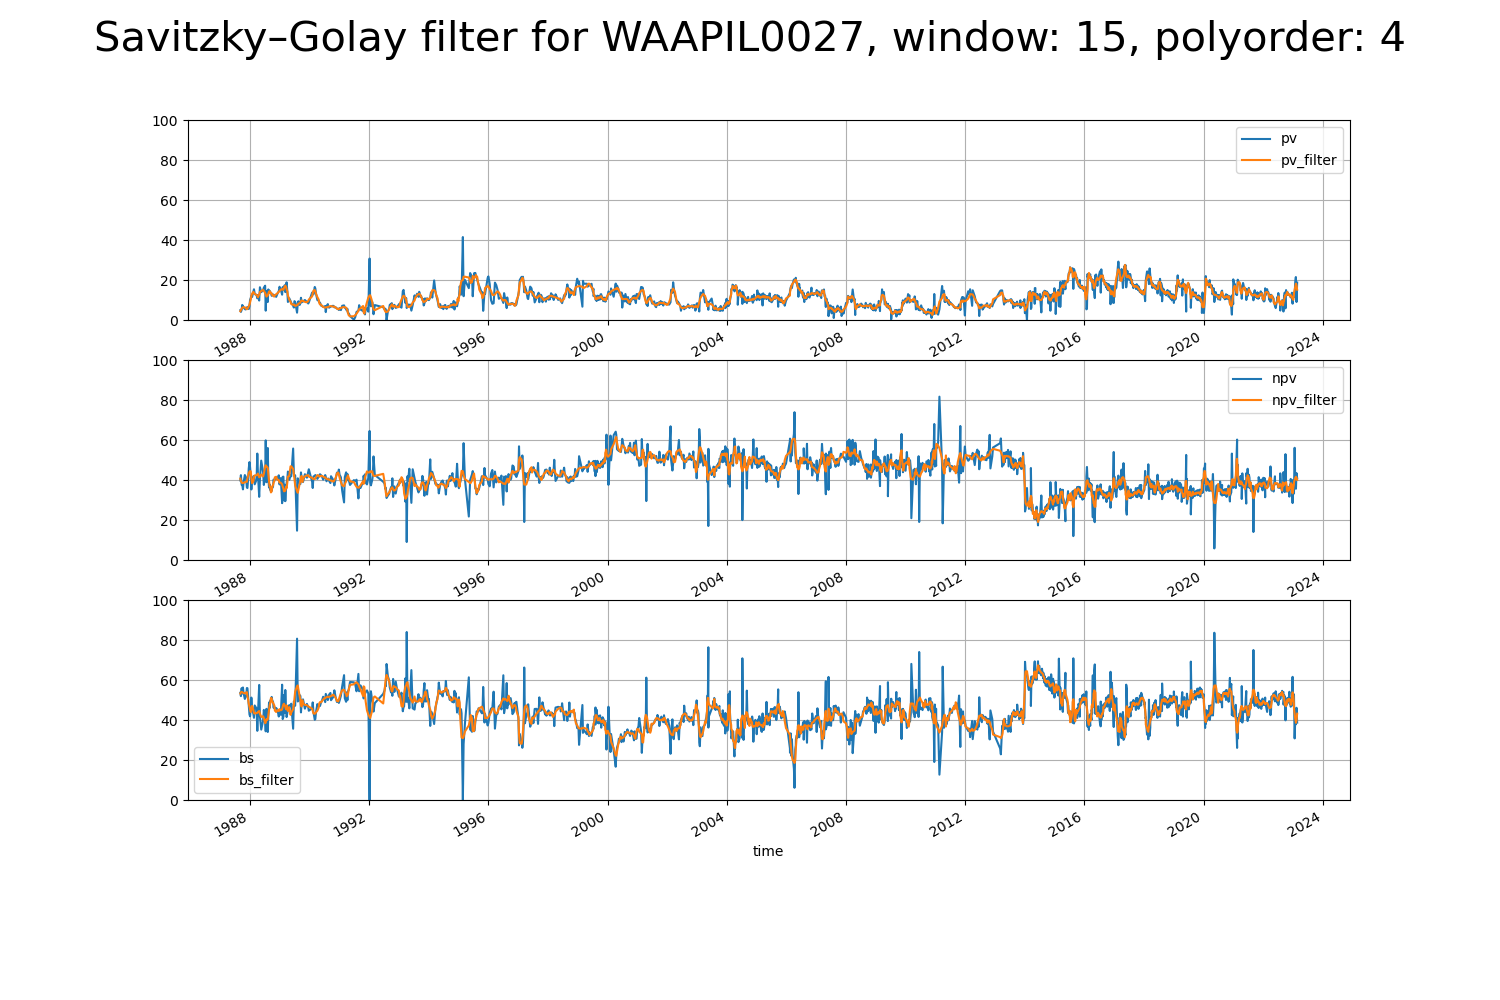 Savitzky–Golay filter for WAAPIL0027, window: 15, polyorder: 4
100
80
60
40
20
0
pv
pv_filter
1988 1992 1996 2000 2004 2008 2012 2016 2020 2024
100
80
60
40
20
0
npv
npv_filter
1988 1992 1996 2000 2004 2008 2012 2016 2020 2024
100
80
60
40
20
0
bs
bs_filter
1988 1992 1996 2000 2004 2008 2012 2016 2020 2024
time